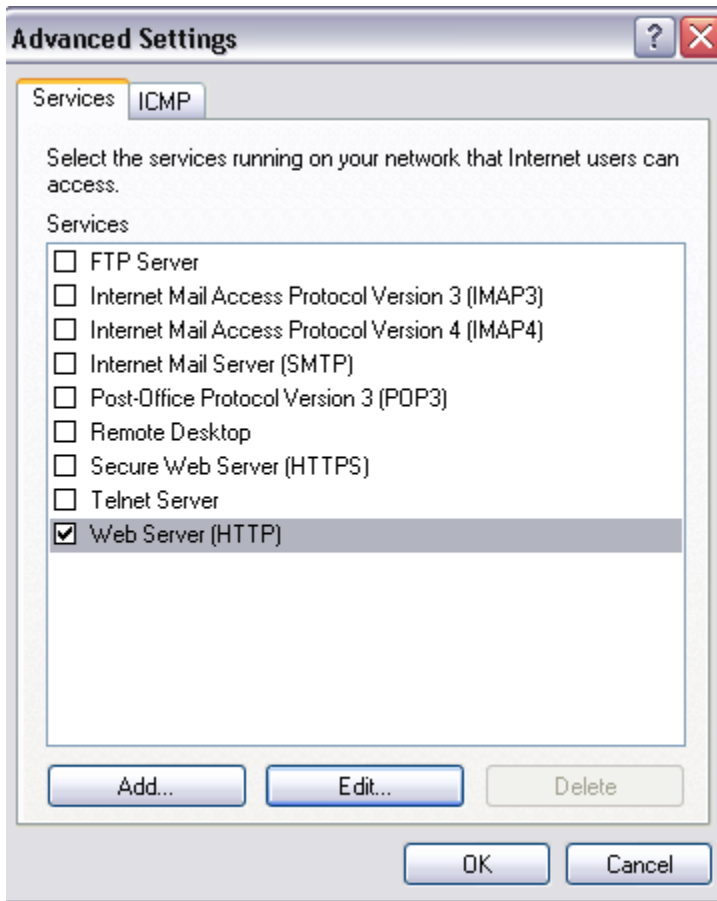 Advanced Settings
Services
ICMP
Select the services running on your network that Internet users can
access.
Services
FTP Server
Internet Mail Access Protocol Version 3 (IMAP3)
Internet Mail Access Protocol Version 4 (IMAP4)
Internet Mail Server (SMTP)
Post-Office Protocol Version 3 (POP3)
Remote Desktop
Secure Web Server (HTTPS)
Telnet Server
Web Server (HTTP)
Add...
Edit...
Delete
OK
Cancel